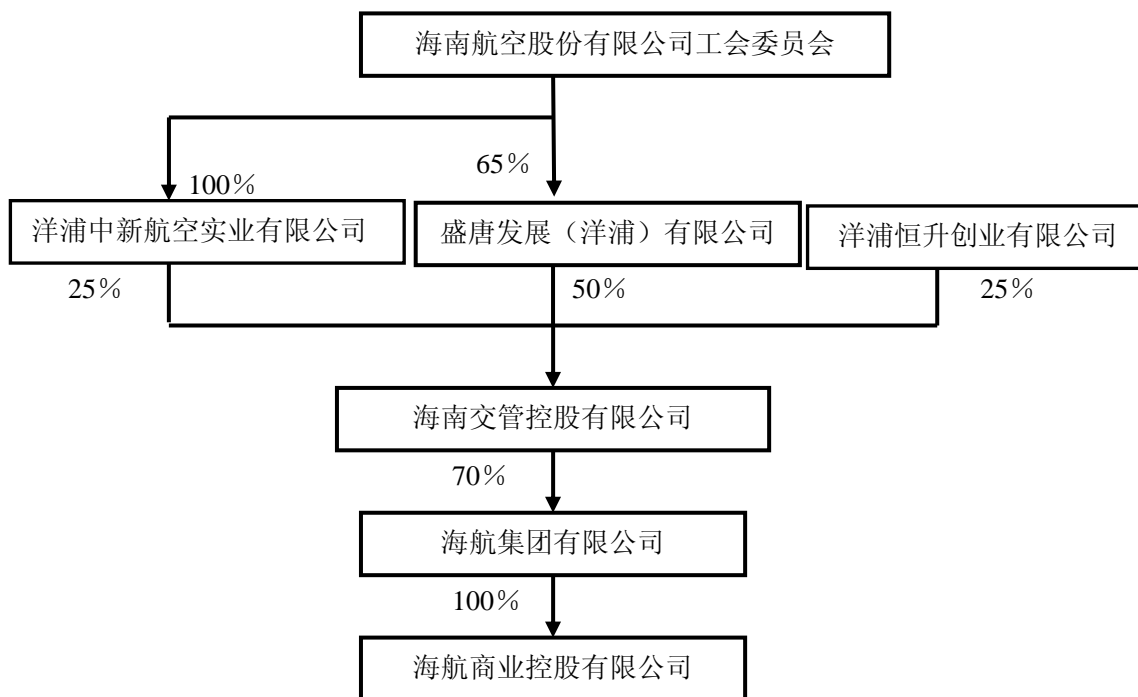 海南航空股份有限公司工会委员会
65％
100％
洋浦中新航空实业有限公司
盛唐发展（洋浦）有限公司
洋浦恒升创业有限公司
25％
50％
25％
海南交管控股有限公司
70％
海航集团有限公司
100％
海航商业控股有限公司